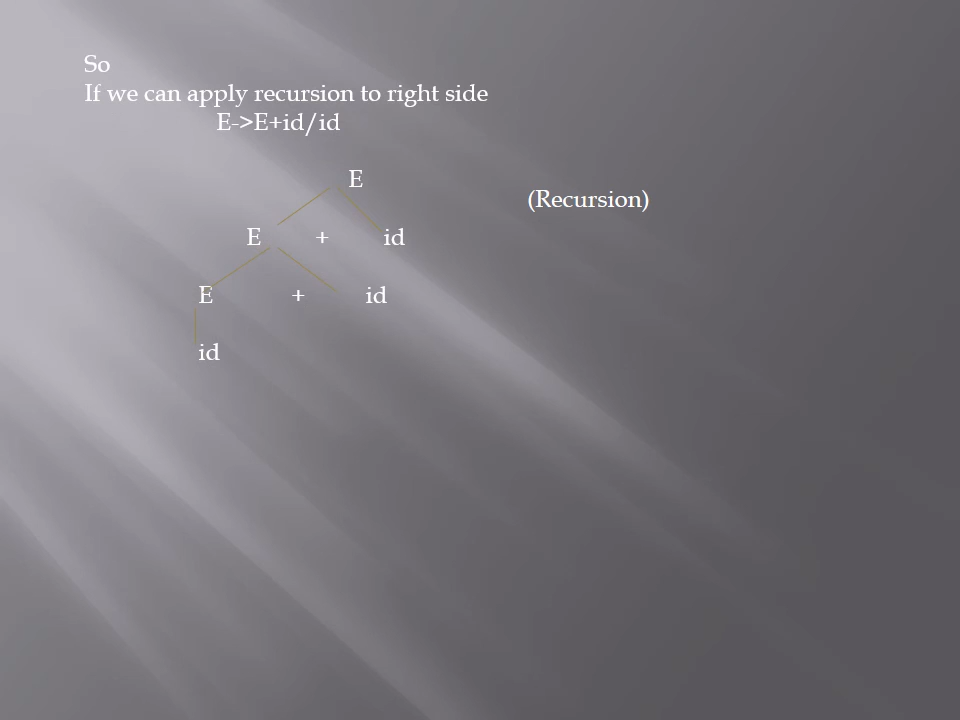 So
If we can apply recursion to right side
E->E+id/id
E
(Recursion)
E + id
E + id
id